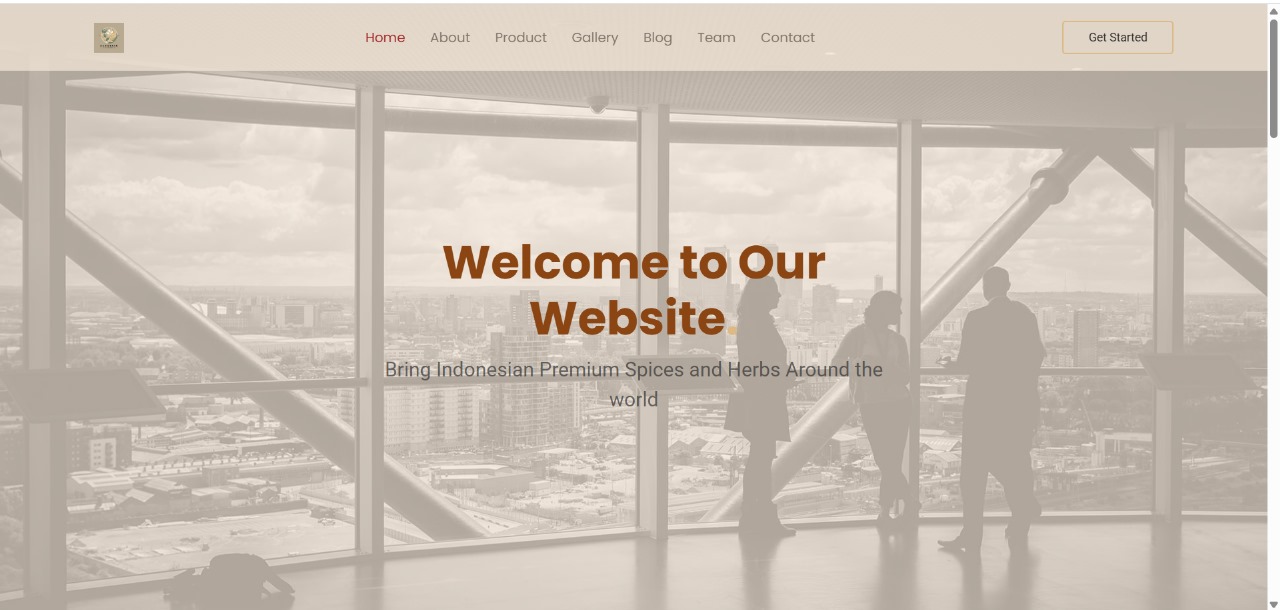 Home
About
Product
Gallery
Blog
Team
Contact
Get Started
Welcome to Our
Website.
Bring Indonesian Premium Spices and Herbs Around the
world